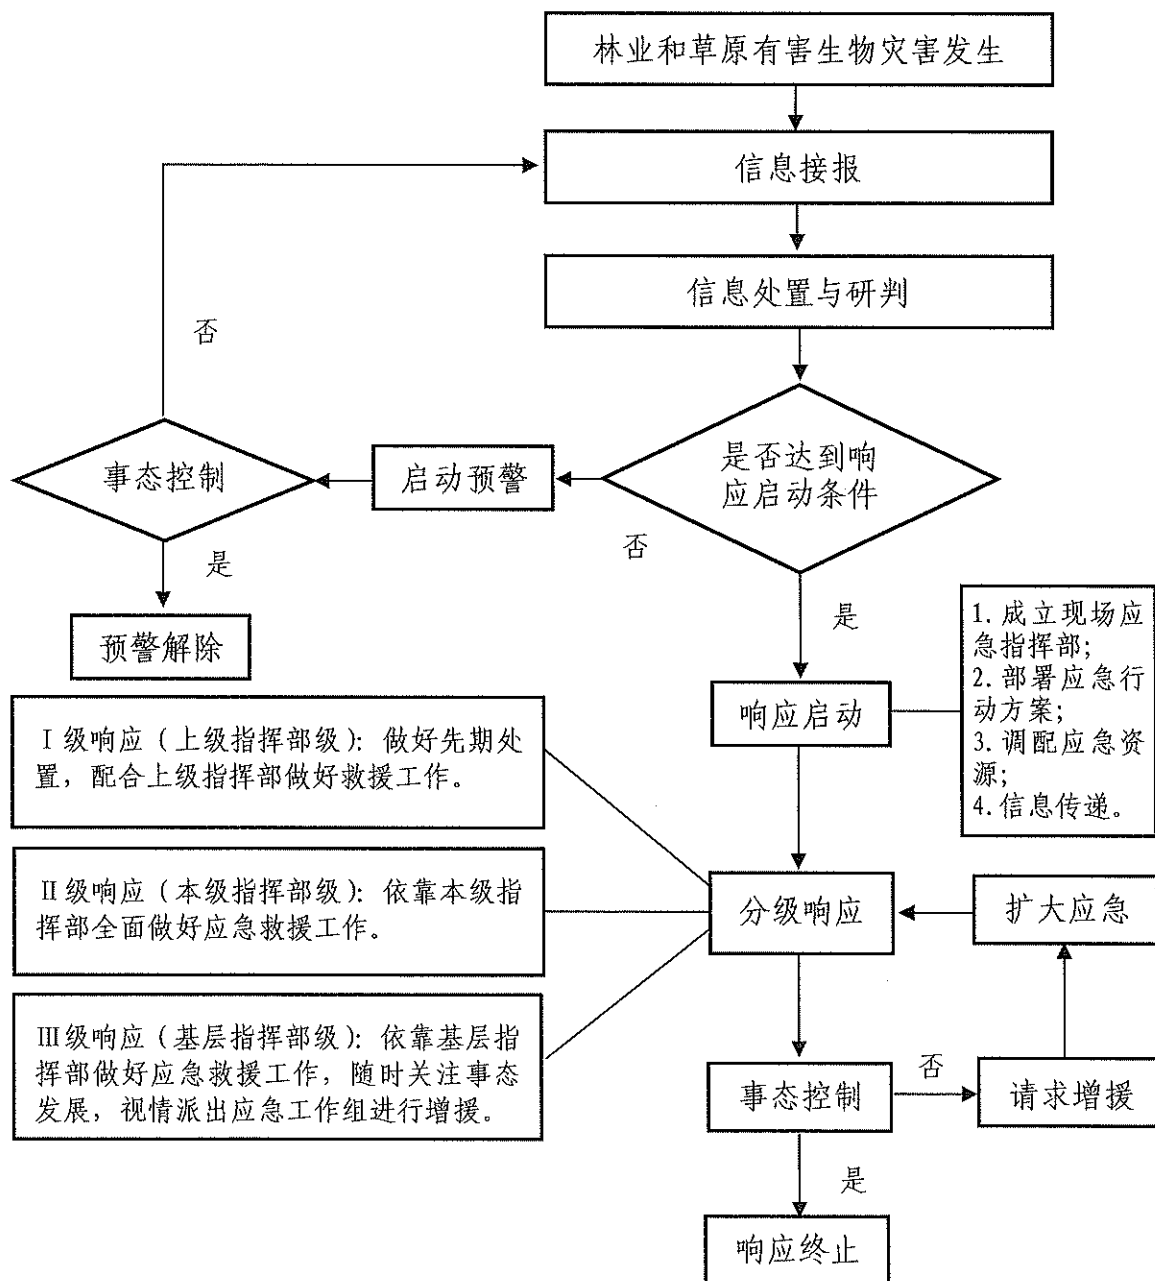 林业和草原有害生物灾害发生
信息接报
信息处置与研判
否
是否达到响
应启动条件
启动预警
事态控制
否
是
预警解除
是
1. 成立现场应
急指挥部;
2. 部署应急行
动方案;
3. 调配应急资
源;
4. 信息传递。
响应启动
Ⅰ级响应（上级指挥部级）：做好先期处
置，配合上级指挥部做好救援工作。
Ⅱ级响应（本级指挥部级）：依靠本级指
挥部全面做好应急救援工作。
分级响应
扩大应急
Ⅲ级响应（基层指挥部级）：依靠基层指
挥部做好应急救援工作，随时关注事态
发展，视情派出应急工作组进行增援。
事态控制
否
请求增援
是
响应终止